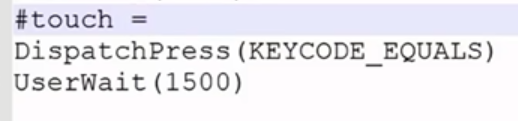 #touch =
DispatchPress(KEYCODE_EQUALS)
UserWait(1500)